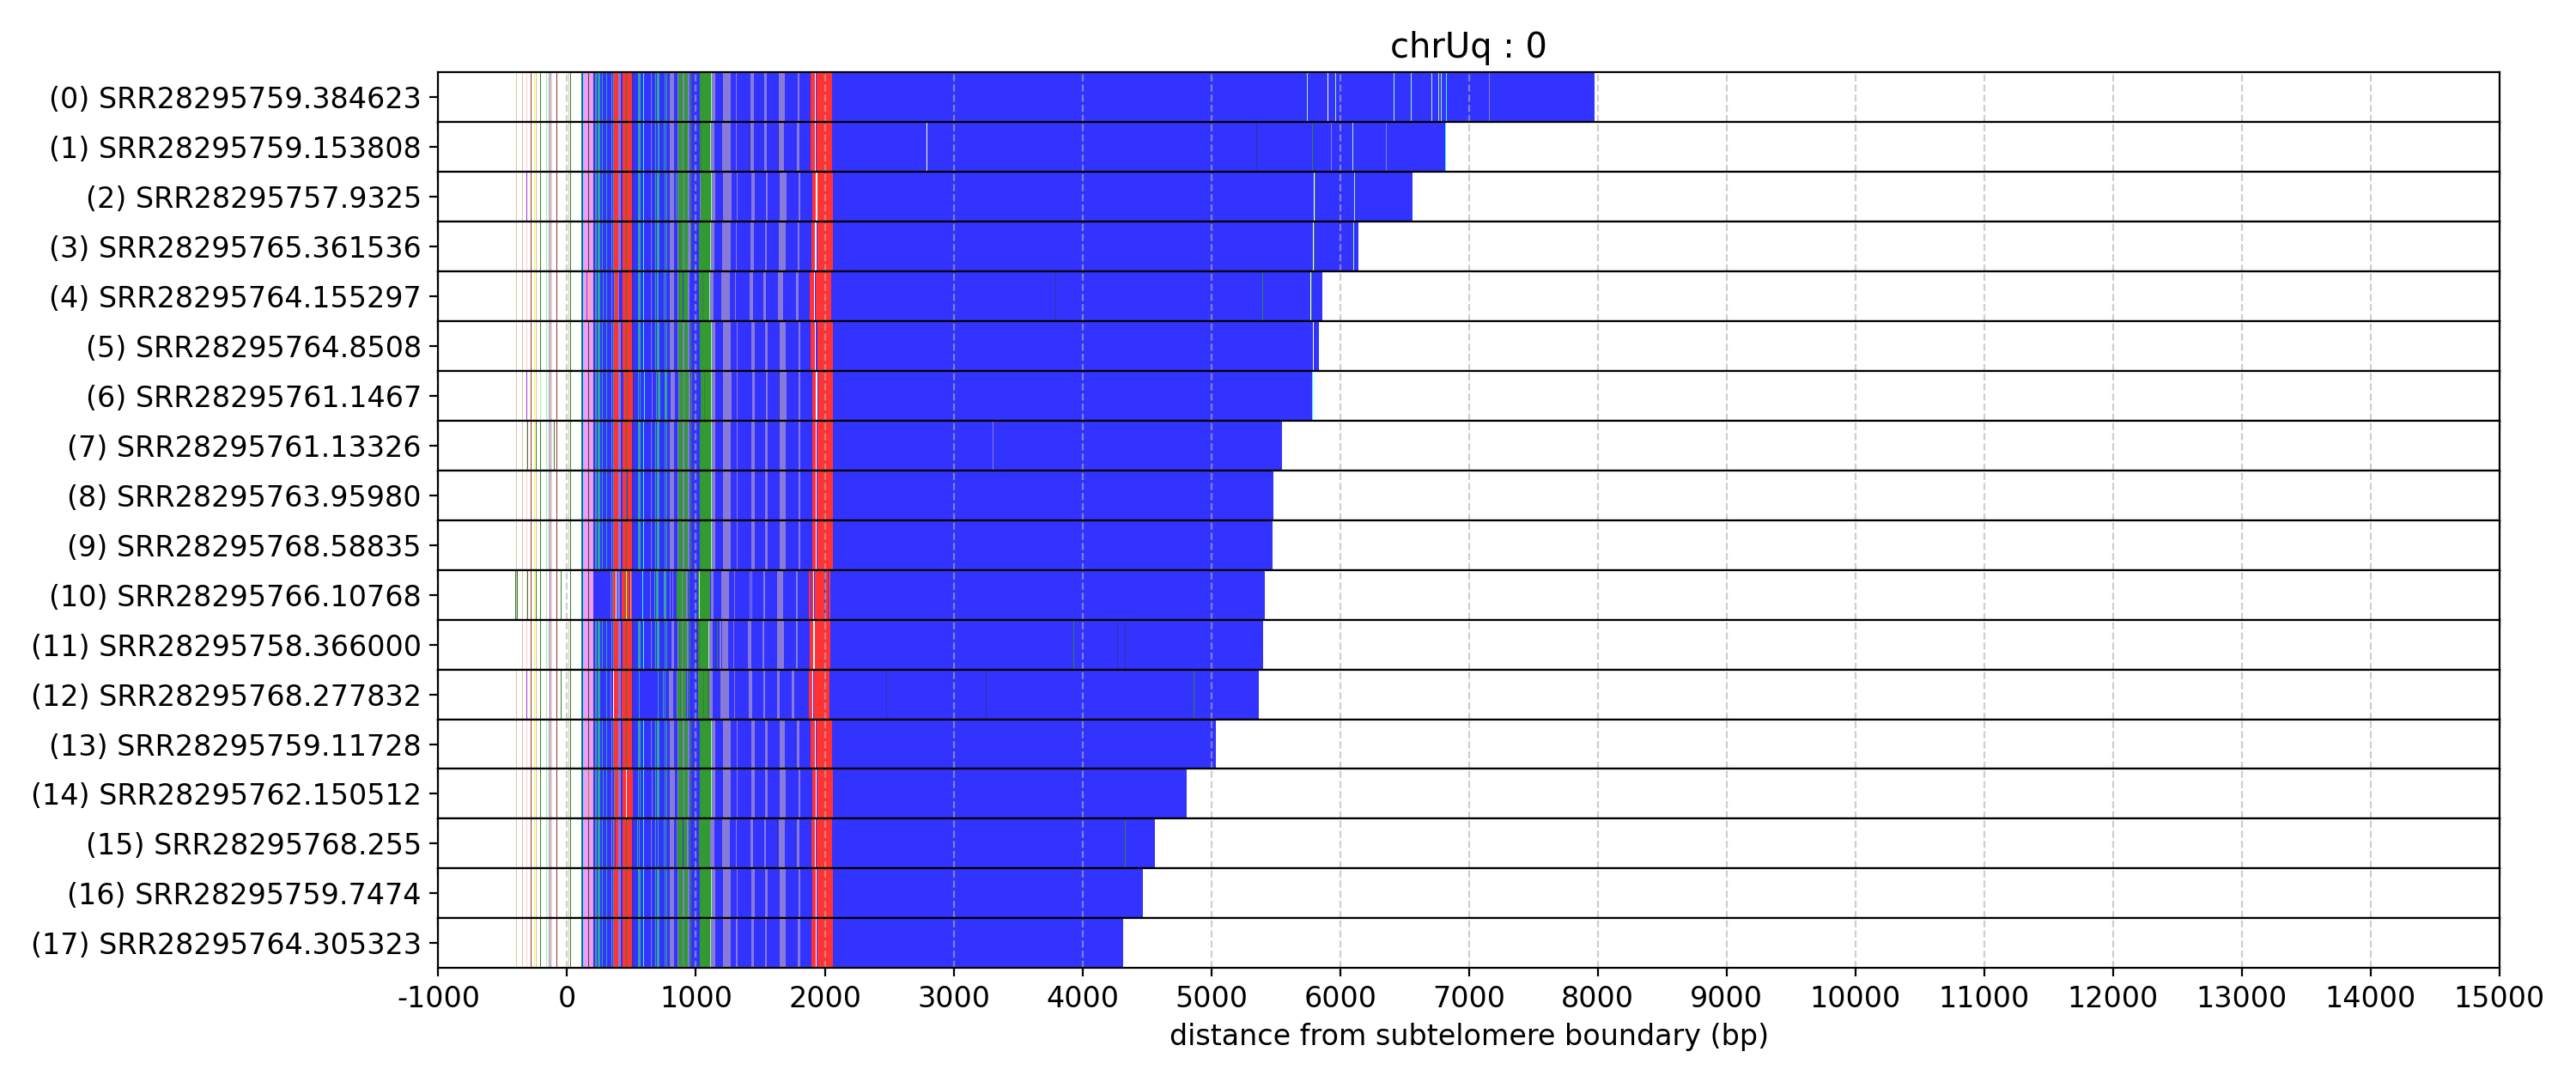 chrUq : 0
(0) SRR28295759.384623
(1) SRR28295759.153808
(2) SRR28295757.9325
(3) SRR28295765.361536
(4) SRR28295764.155297
(5) SRR28295764.8508
(6) SRR28295761.1467
(7) SRR28295761.13326
(8) SRR28295763.95980
(9) SRR28295768.58835
(10) SRR28295766.10768
(11) SRR28295758.366000
(12) SRR28295768.277832
(13) SRR28295759.11728
(14) SRR28295762.150512
(15) SRR28295768.255
(16) SRR28295759.7474
(17) SRR28295764.305323
-1000 0 1000 2000 3000 4000 5000 6000 7000 8000 9000 10000 11000 12000 13000 14000 15000
distance from subtelomere boundary (bp)